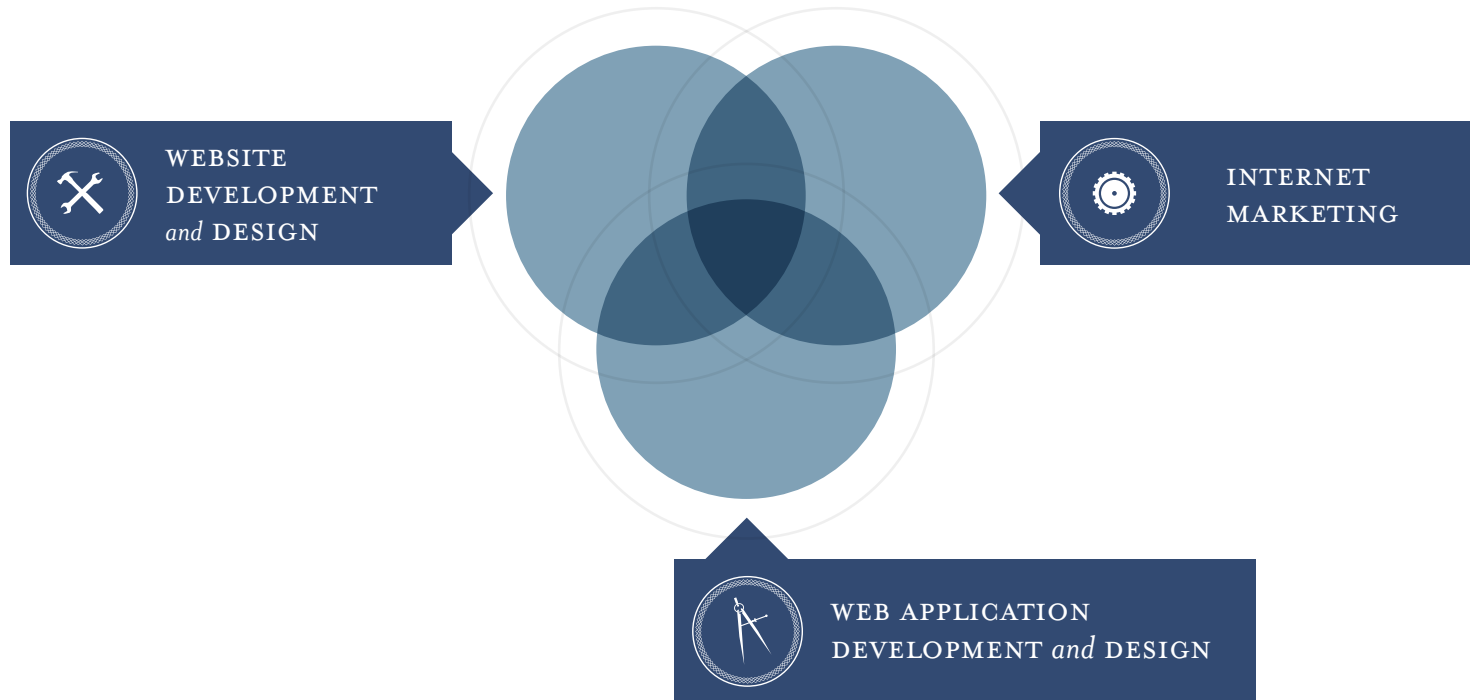 WEBSITE
DEVELOPMENT
and DESIGN
INTERNET
MARKETING
WEB APPLICATION
DEVELOPMENT and DESIGN